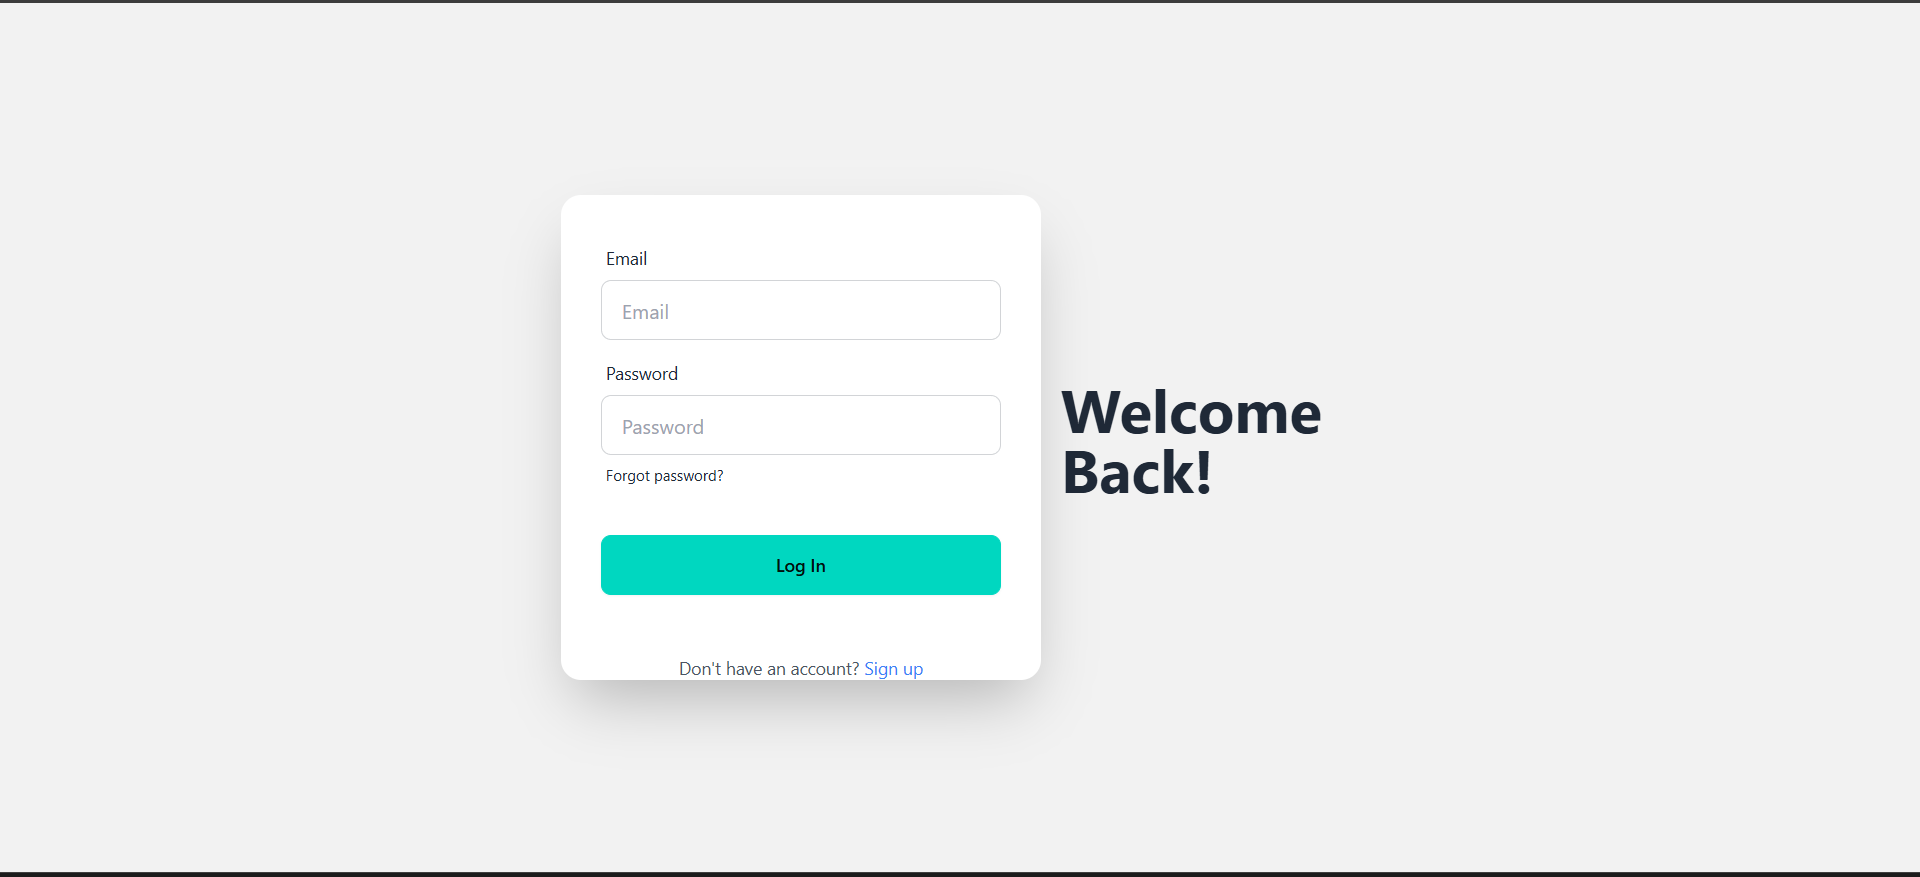 Email
Email
Password
Password
Forgot password?
Log In
Don't have an account? Sign up
Welcome
Back!